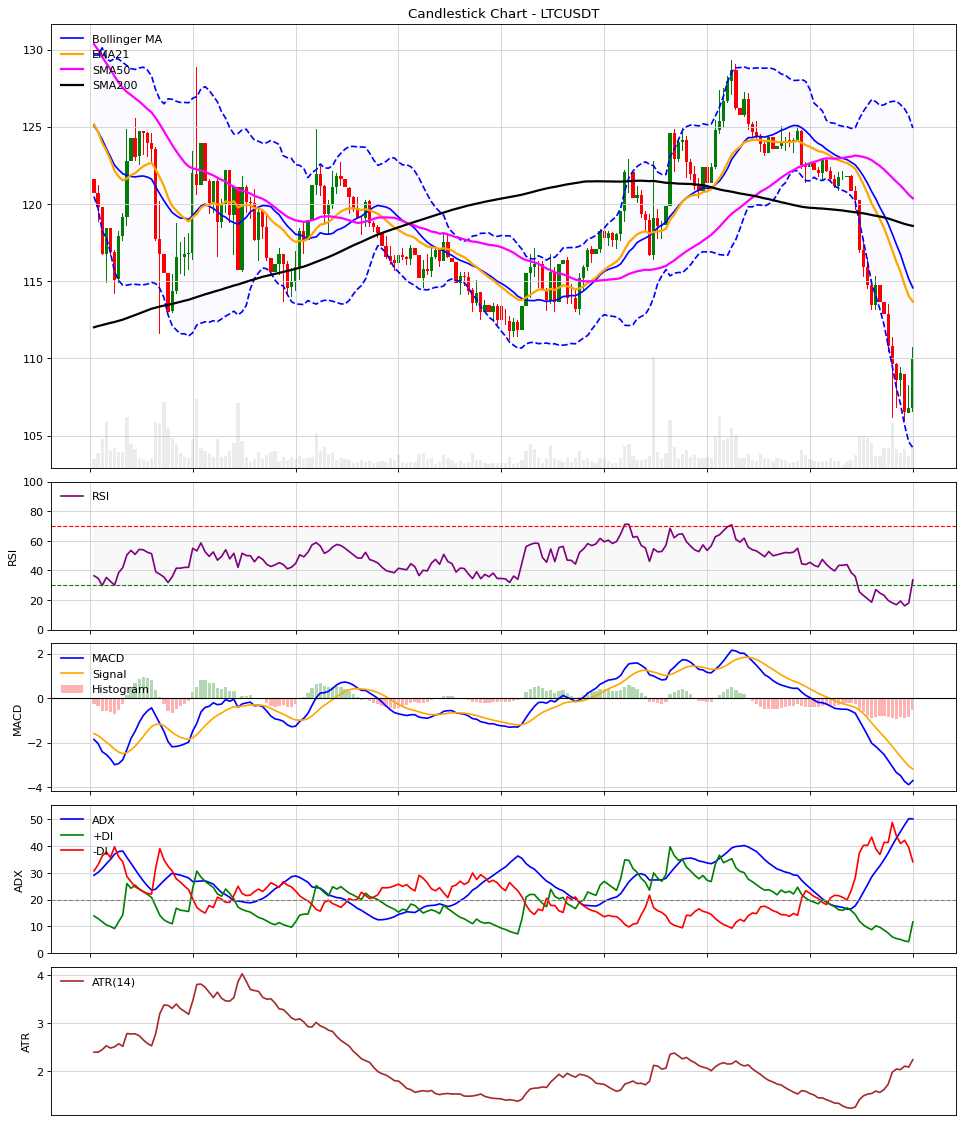 Candlestick Chart - LTCUSDT
Bollinger MA
EMA21
SMA50
SMA200
130
125
120
115
110
105
RSI
100
80
60
40
20
0
RSI
MACD
Signal
Histogram
2
0
−2
−4
MACD
ADX
+DI
-DI
50
40
30
20
10
0
ADX
ATR(14)
4
3
2
ATR